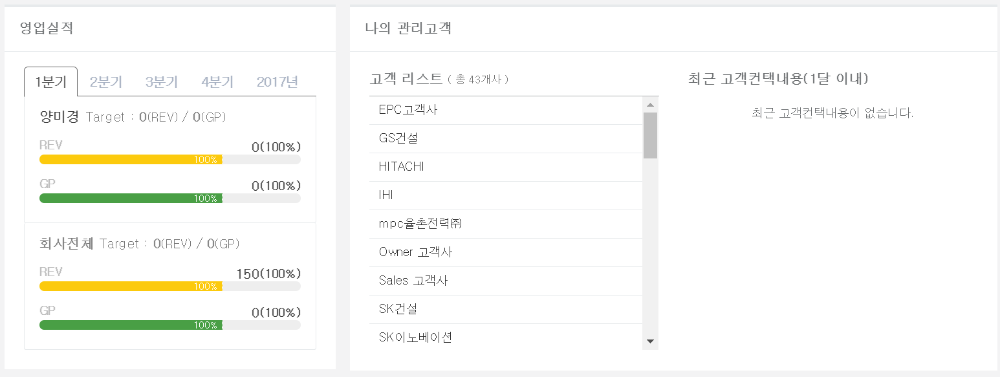 영업실적
1분기 2분기 3분기 4분기 2017년
양미경 Target : 0(REV) / 0(GP)
REV 0(100%)
100%
GP 0(100%)
100%
회사전체 Target : 0(REV) / 0(GP)
REV 150(100%)
100%
GP 0(100%)
100%
나의 관리고객
고객 리스트 ( 총 43개사 )
EPC고객사
GS건설
HITACHI
IHI
mpc율촌전력㈜
Owner 고객사
Sales 고객사
SK건설
SK이노베이션
최근 고객컨택내용(1달 이내)
최근 고객컨택내용이 없습니다.